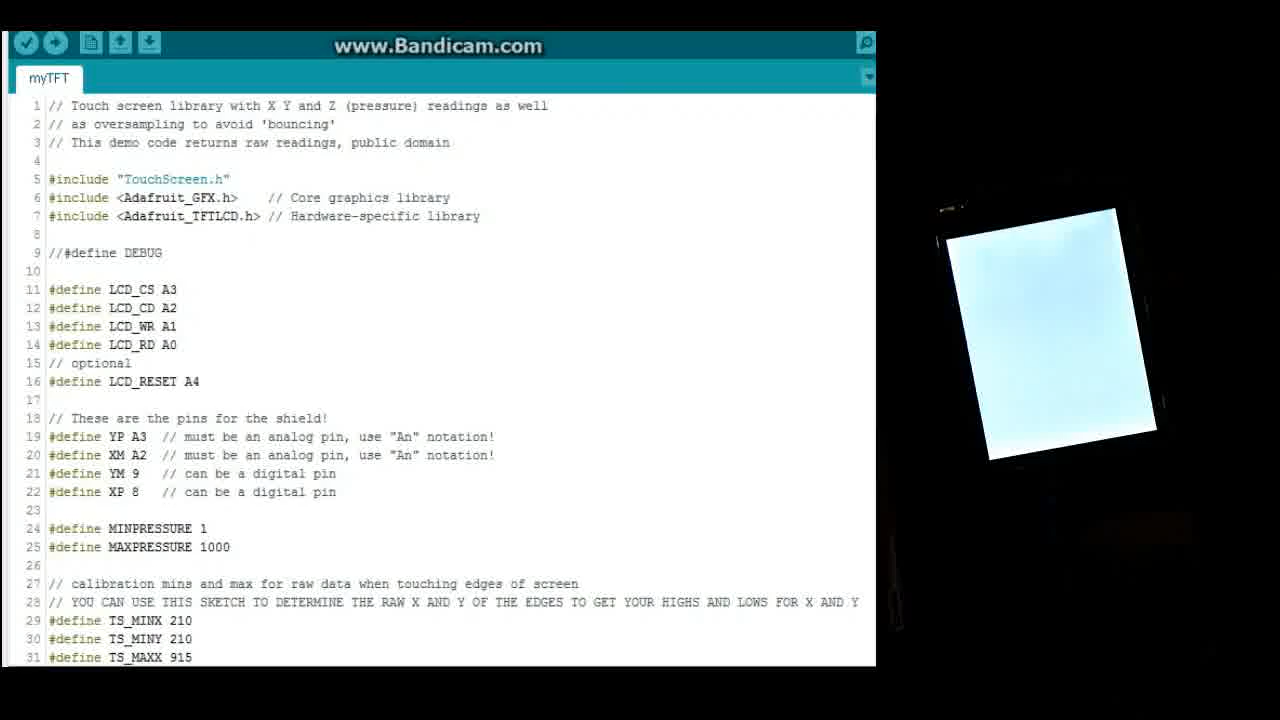 www.Bandicam.com
myTFT
1 // Touch screen library with X Y and Z (pressure) readings as well
2 // as oversampling to avoid 'bouncing'
3 // This demo code returns raw readings, public domain
4
5 #include "TouchScreen.h"
6 #include <Adafruit_GFX.h>    // Core graphics library
7 #include <Adafruit_TFTLCD.h> // Hardware-specific library
8
9 //#define DEBUG
10
11 #define LCD_CS A3
12 #define LCD_CD A2
13 #define LCD_WR A1
14 #define LCD_RD A0
15 // optional
16 #define LCD_RESET A4
17
18 // These are the pins for the shield!
19 #define YP A3  // must be an analog pin, use "An" notation!
20 #define XM A2  // must be an analog pin, use "An" notation!
21 #define YM 9   // can be a digital pin
22 #define XP 8   // can be a digital pin
23
24 #define MINPRESSURE 1
25 #define MAXPRESSURE 1000
26
27 // calibration mins and max for raw data when touching edges of screen
28 // YOU CAN USE THIS SKETCH TO DETERMINE THE RAW X AND Y OF THE EDGES TO GET YOUR HIGHS AND LOWS FOR X AND Y
29 #define TS_MINX 210
30 #define TS_MINY 210
31 #define TS_MAXX 915